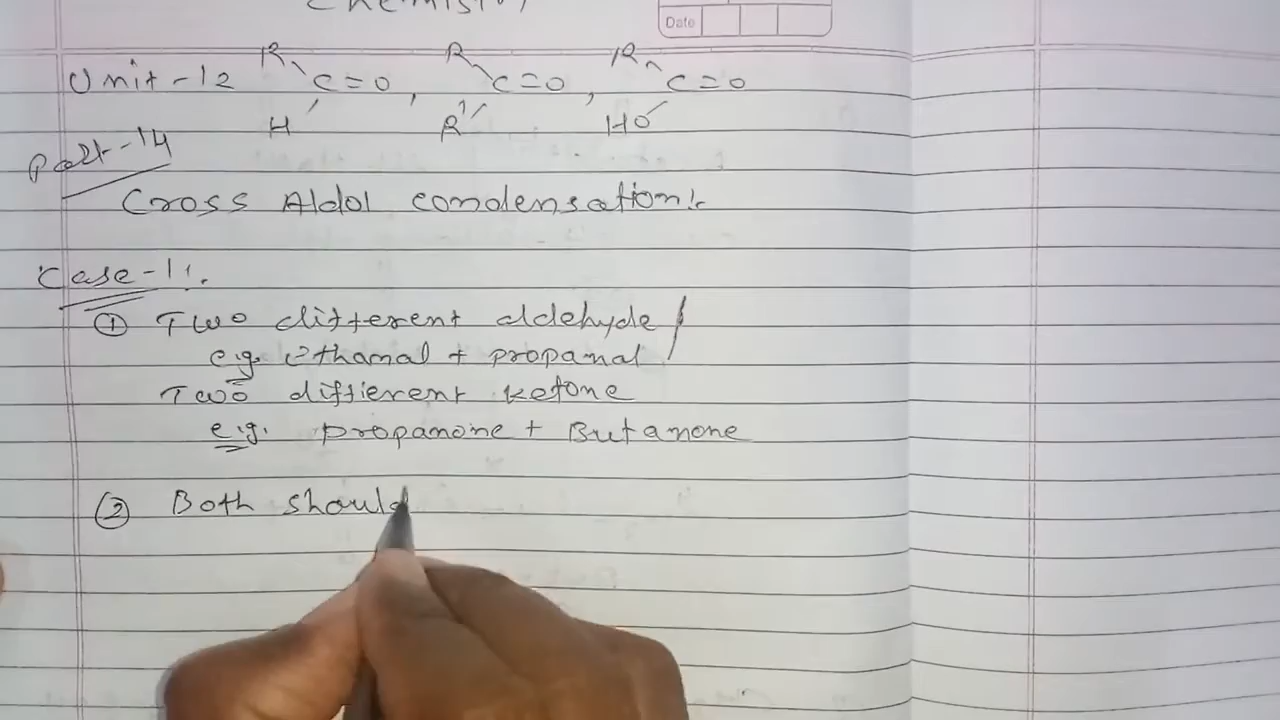 Chemistry
Date
Unit-12 R H C=O, R R' C=O, R HO C=O
Part-14
Cross Aldol condensation:-
Case-1:.
① Two different aldehyde /
e.g. Ethanal + propanal
Two different ketone
e.g. propanone + Butanone
② Both should